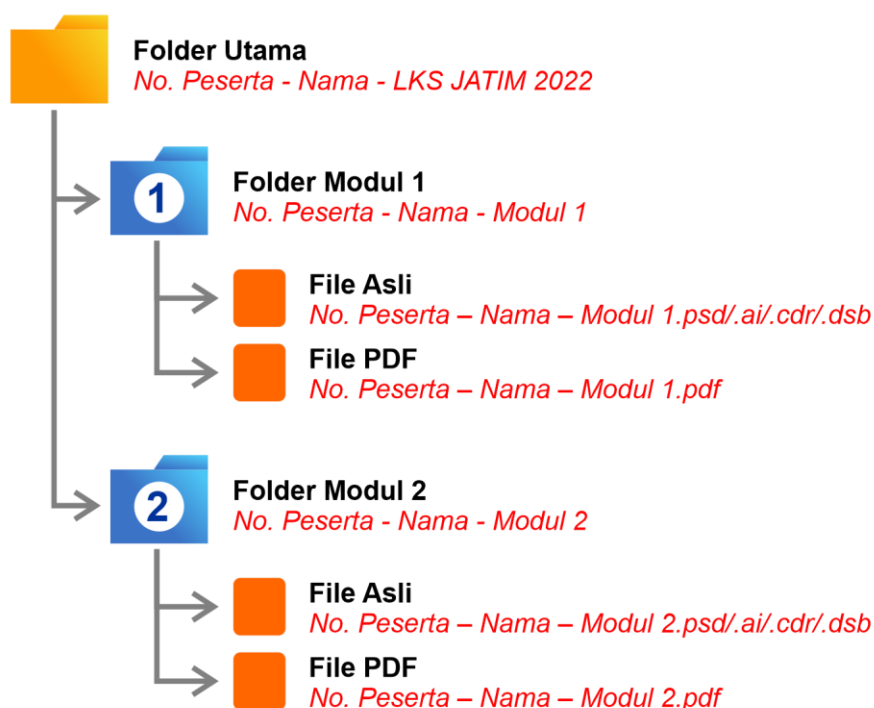 Folder Utama
No. Peserta - Nama - LKS JATIM 2022
1
Folder Modul 1
No. Peserta - Nama - Modul 1
File Asli
No. Peserta – Nama – Modul 1.psd/.ai/.cdr/.dsb
File PDF
No. Peserta – Nama – Modul 1.pdf
2
Folder Modul 2
No. Peserta - Nama - Modul 2
File Asli
No. Peserta – Nama – Modul 2.psd/.ai/.cdr/.dsb
File PDF
No. Peserta – Nama – Modul 2.pdf